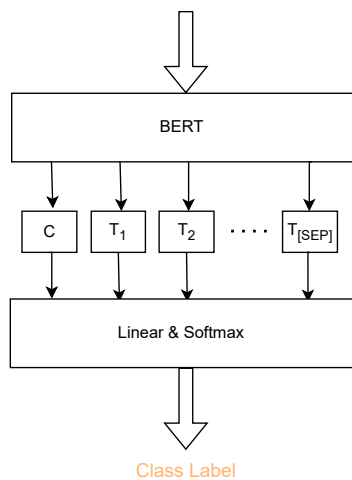 BERT
C T1 T2 . . . . T[SEP]
Linear & Softmax
Class Label